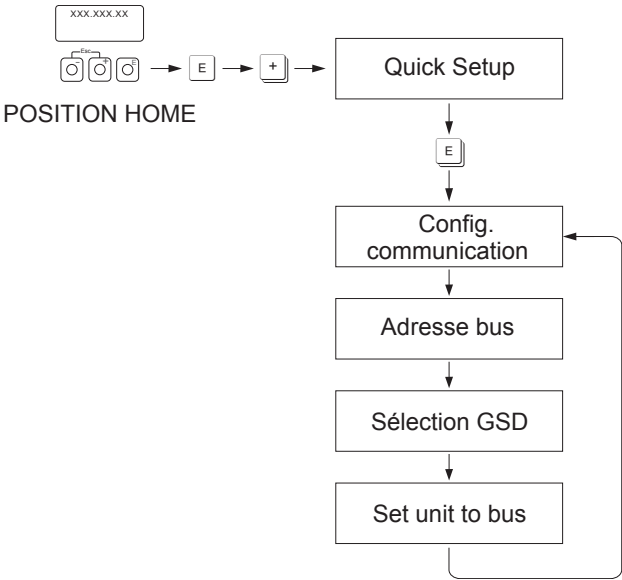 xxx.xxx.xx
Esc
- + E
E
+
Quick Setup
POSITION HOME
E
Config.
communication
Adresse bus
Sélection GSD
Set unit to bus